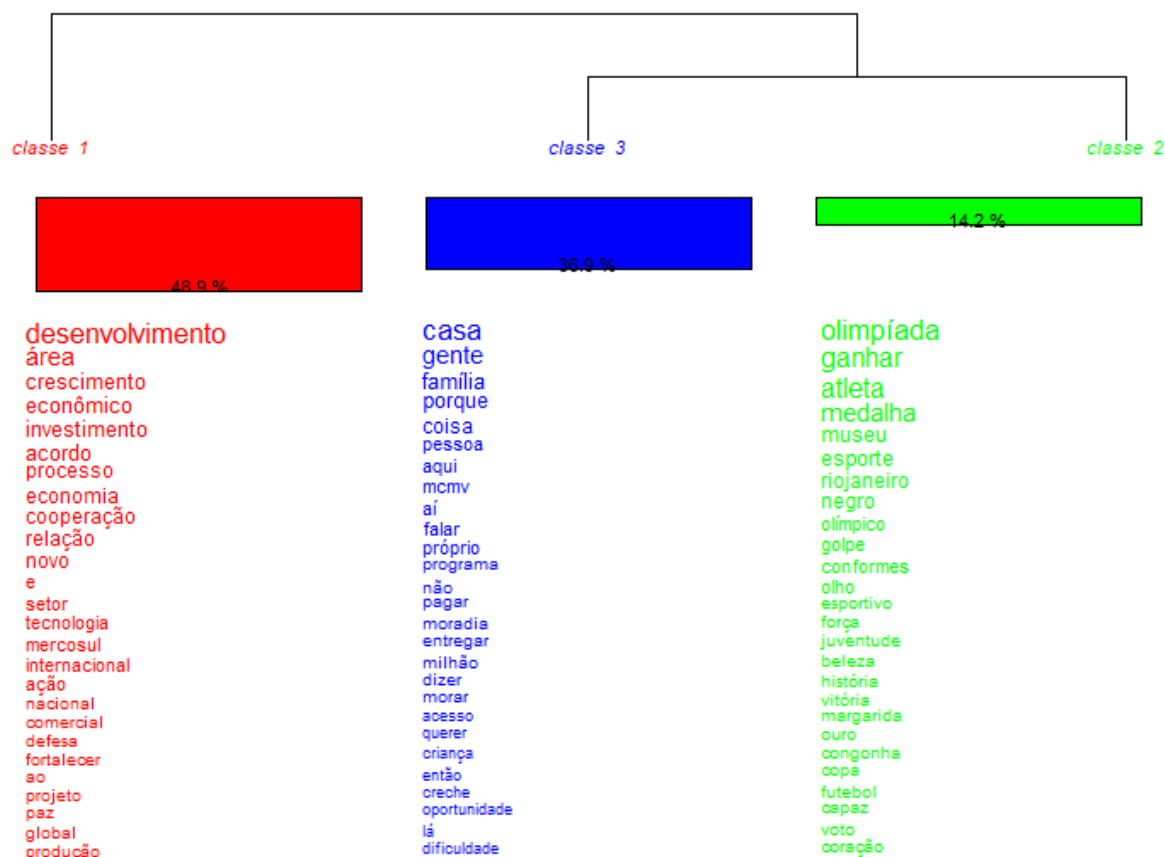 classe 1
classe 3
classe 2
48.9 %
36.9 %
14.2 %
desenvolvimento
área
crescimento
econômico
investimento
acordo
processo
economia
cooperação
relação
novo
e
setor
tecnologia
mercosul
internacional
ação
nacional
comercial
defesa
fortalecer
ao
projeto
paz
global
produção
casa
gente
família
porque
coisa
pessoa
aqui
mcmv
aí
falar
próprio
programa
não
pagar
moradia
entregar
milhão
dizer
morar
acesso
querer
criança
então
creche
oportunidade
lá
dificuldade
olimpíada
ganhar
atleta
medalha
museu
esporte
riojaneiro
negro
olímpico
golpe
conformes
olho
esportivo
força
juventude
beleza
história
vitória
margarida
ouro
congonha
copa
futebol
capaz
voto
coração